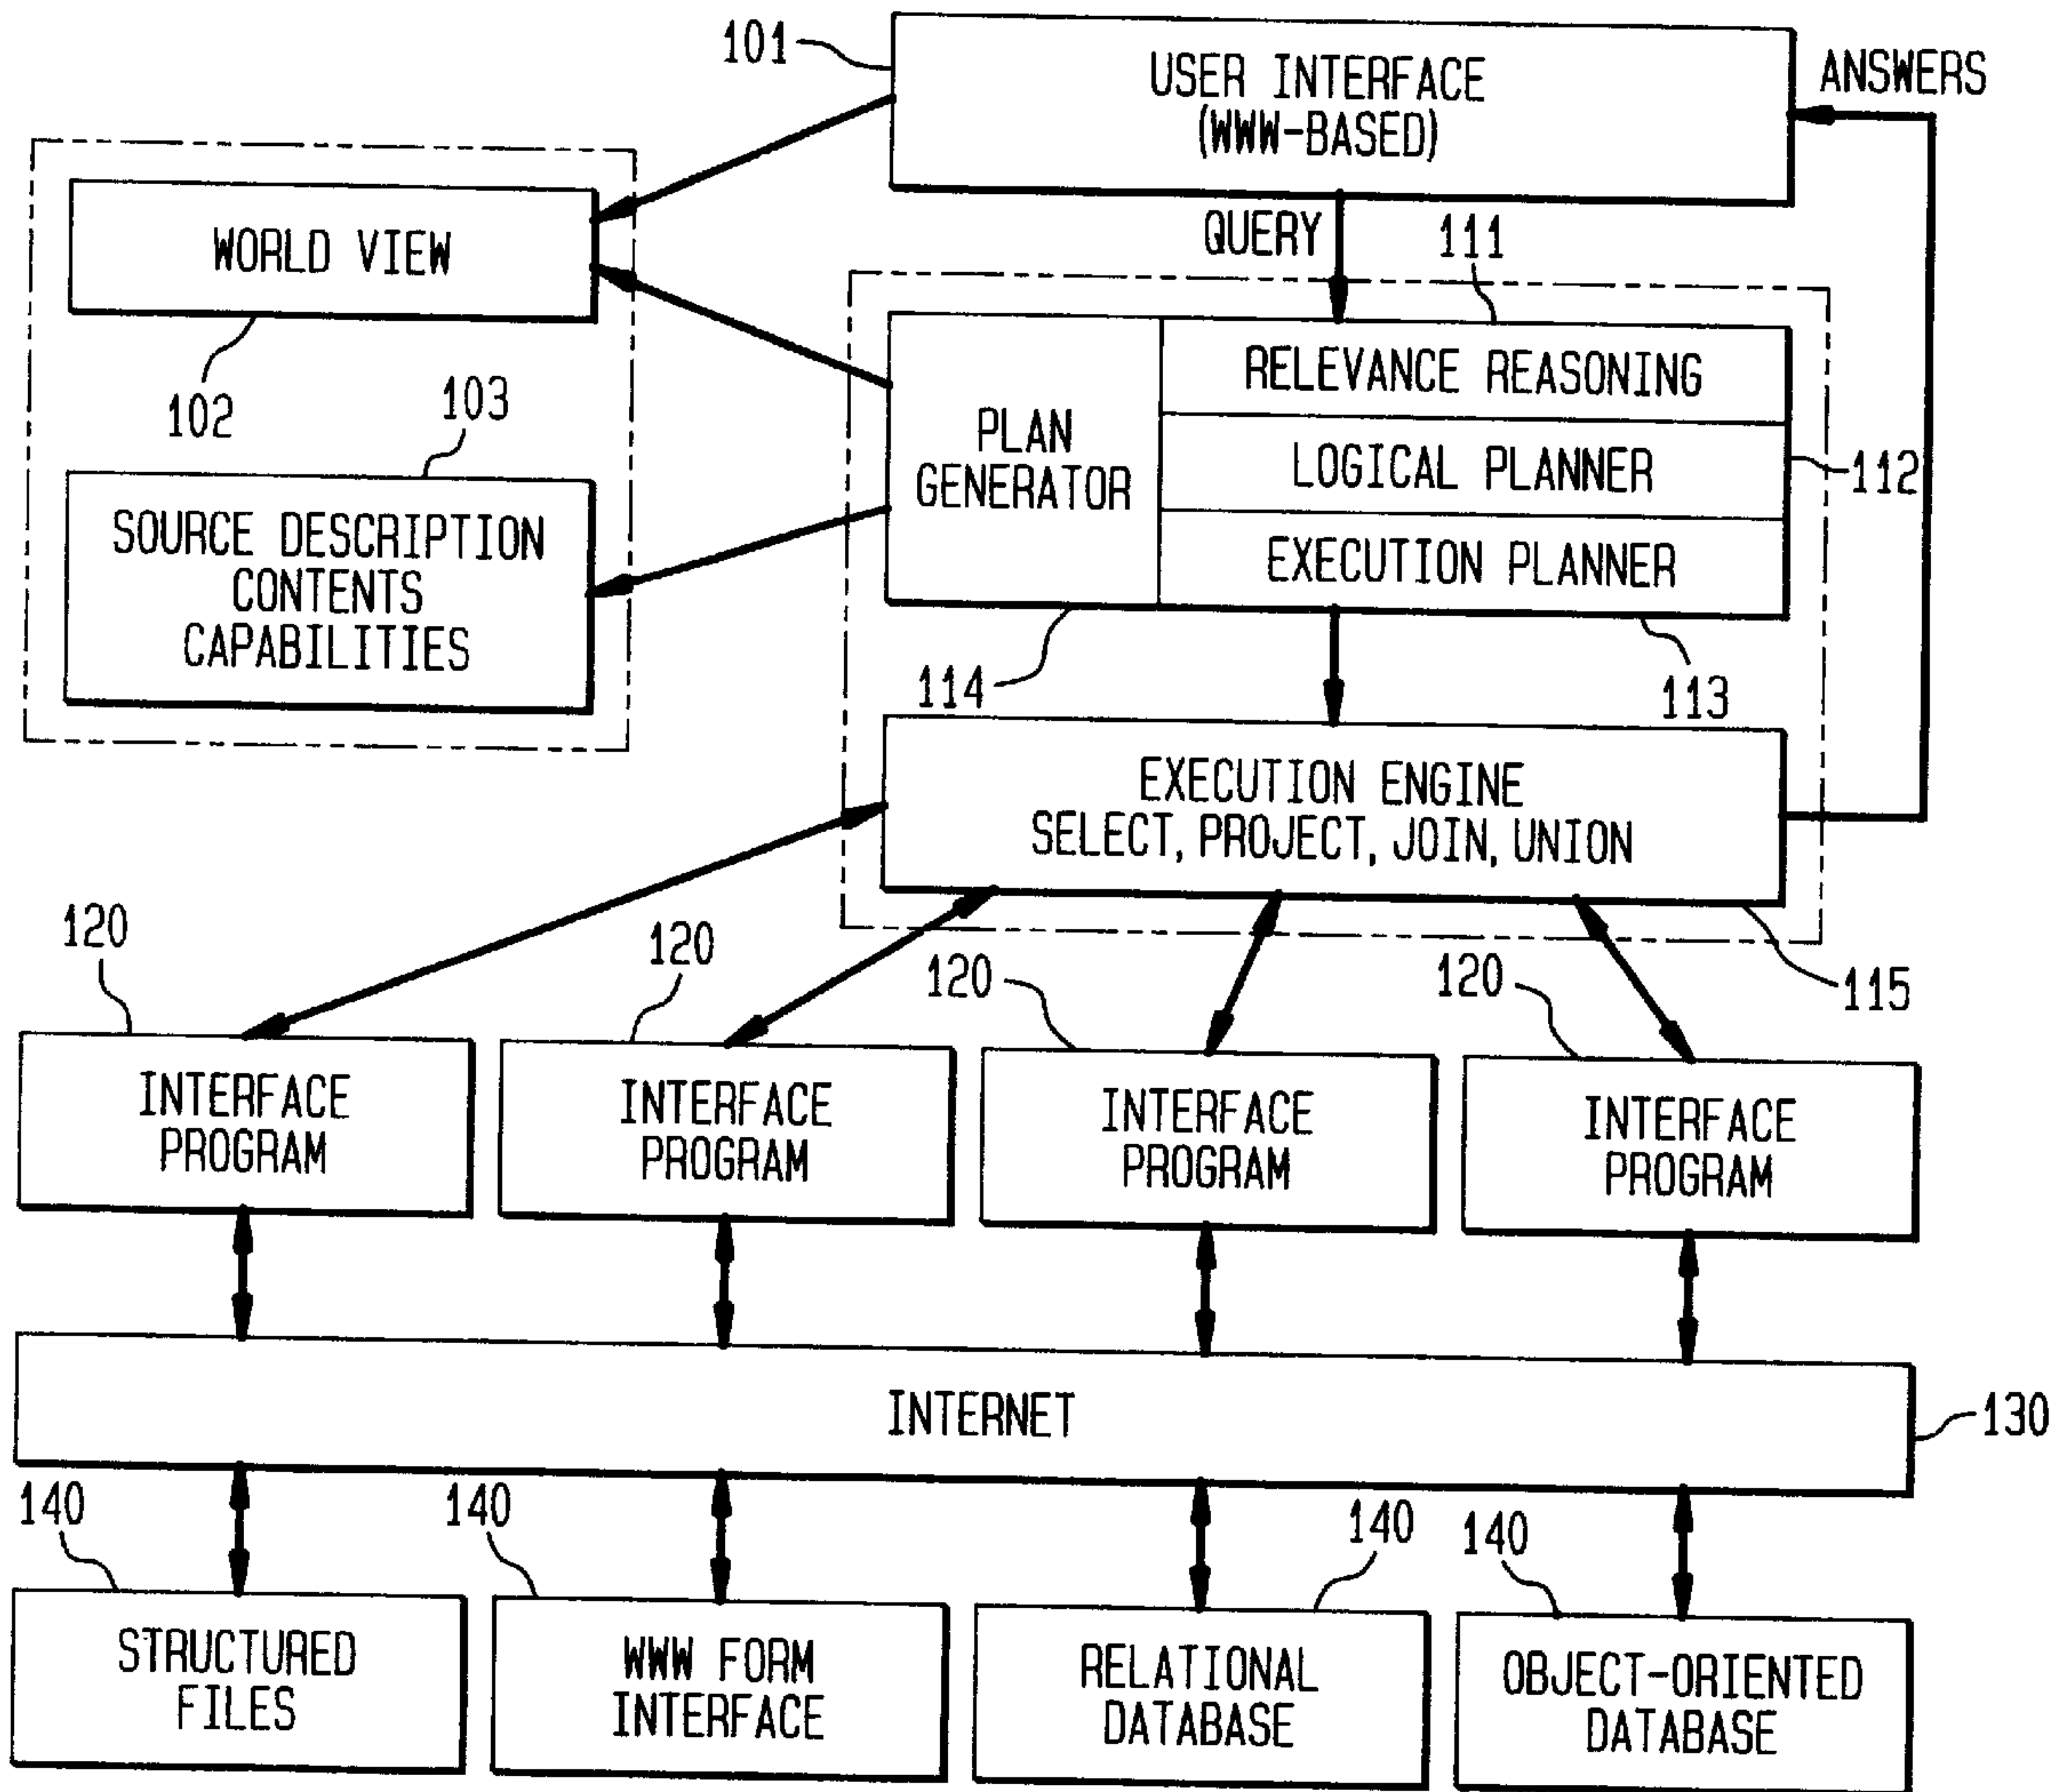 101
USER INTERFACE
(WWW-BASED)
ANSWERS
QUERY
111
WORLD VIEW
102
103
SOURCE DESCRIPTION
CONTENTS
CAPABILITIES
PLAN
GENERATOR
RELEVANCE REASONING
LOGICAL PLANNER
112
EXECUTION PLANNER
114
113
EXECUTION ENGINE
SELECT, PROJECT, JOIN, UNION
115
120
120
120
120
INTERFACE
PROGRAM
INTERFACE
PROGRAM
INTERFACE
PROGRAM
INTERFACE
PROGRAM
INTERNET
130
140
140
140
140
STRUCTURED
FILES
WWW FORM
INTERFACE
RELATIONAL
DATABASE
OBJECT-ORIENTED
DATABASE